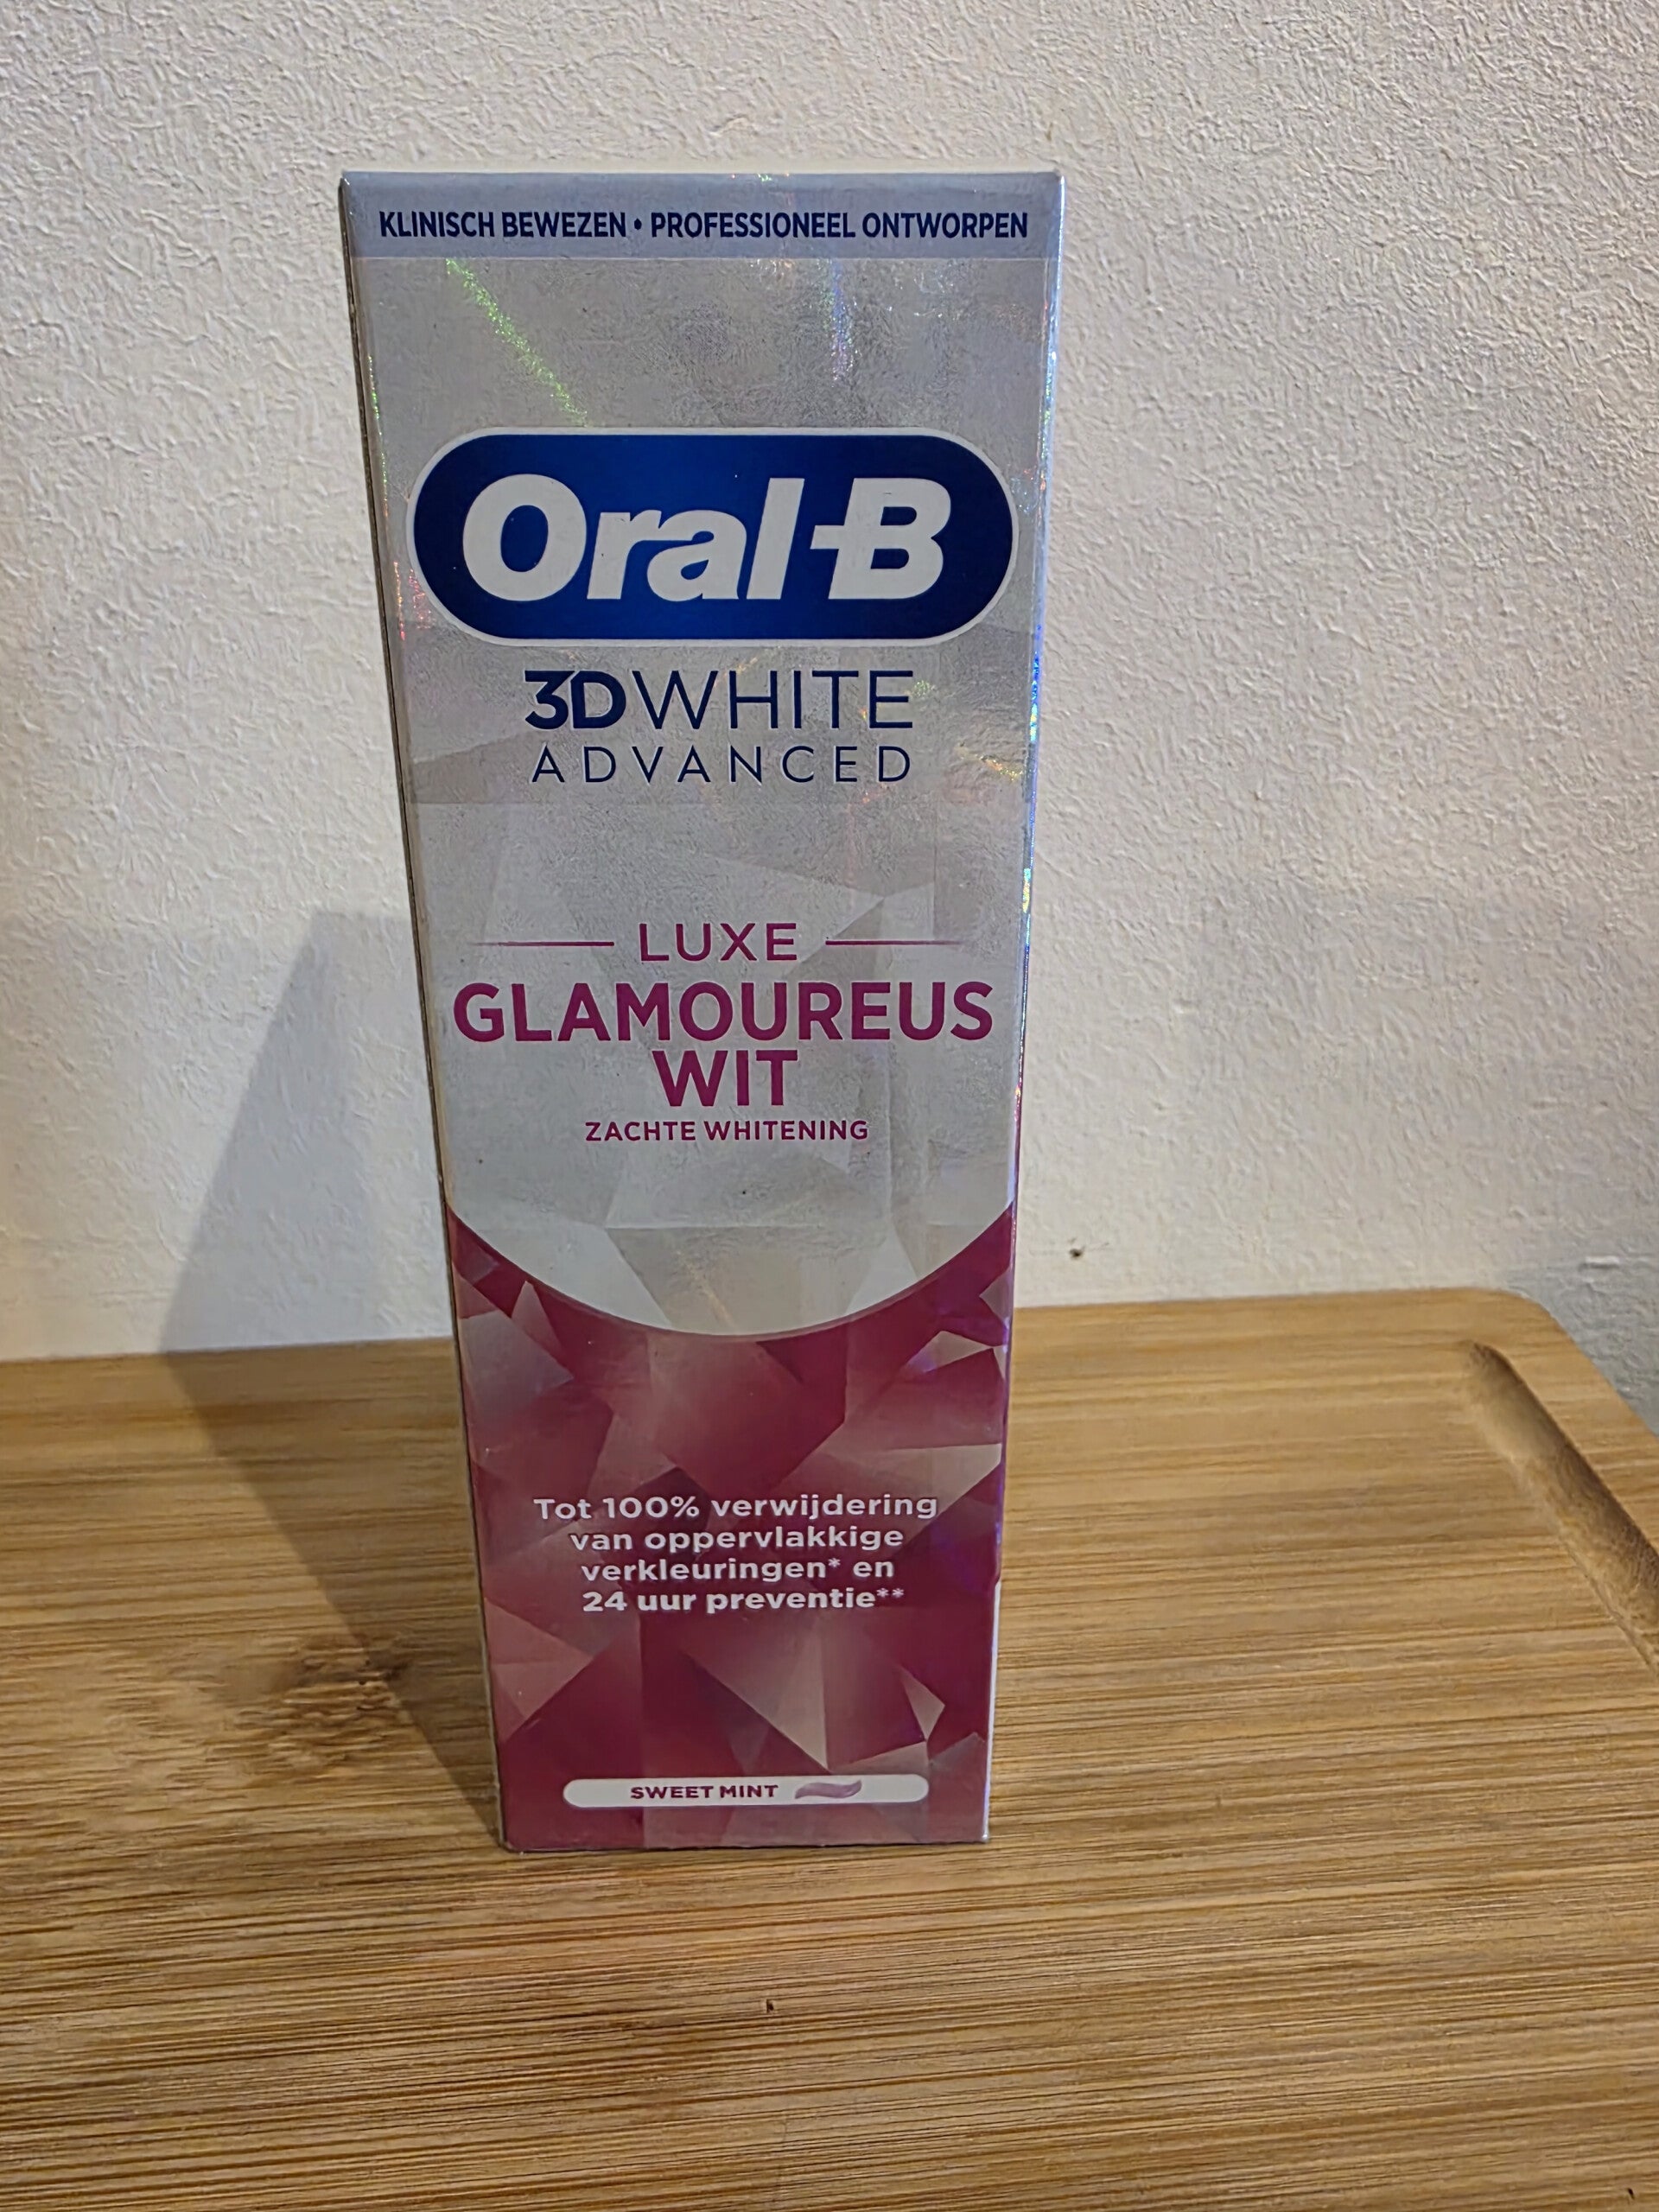 KLINISCH BEWEZEN • PROFESSIONEEL ONTWORPEN
Oral-B
3DWHITE
ADVANCED
LUXE
GLAMOUREUS
WIT
ZACHTE WHITENING
Tot 100% verwijdering
van oppervlakkige
verkleuringen* en
24 uur preventie**
SWEET MINT